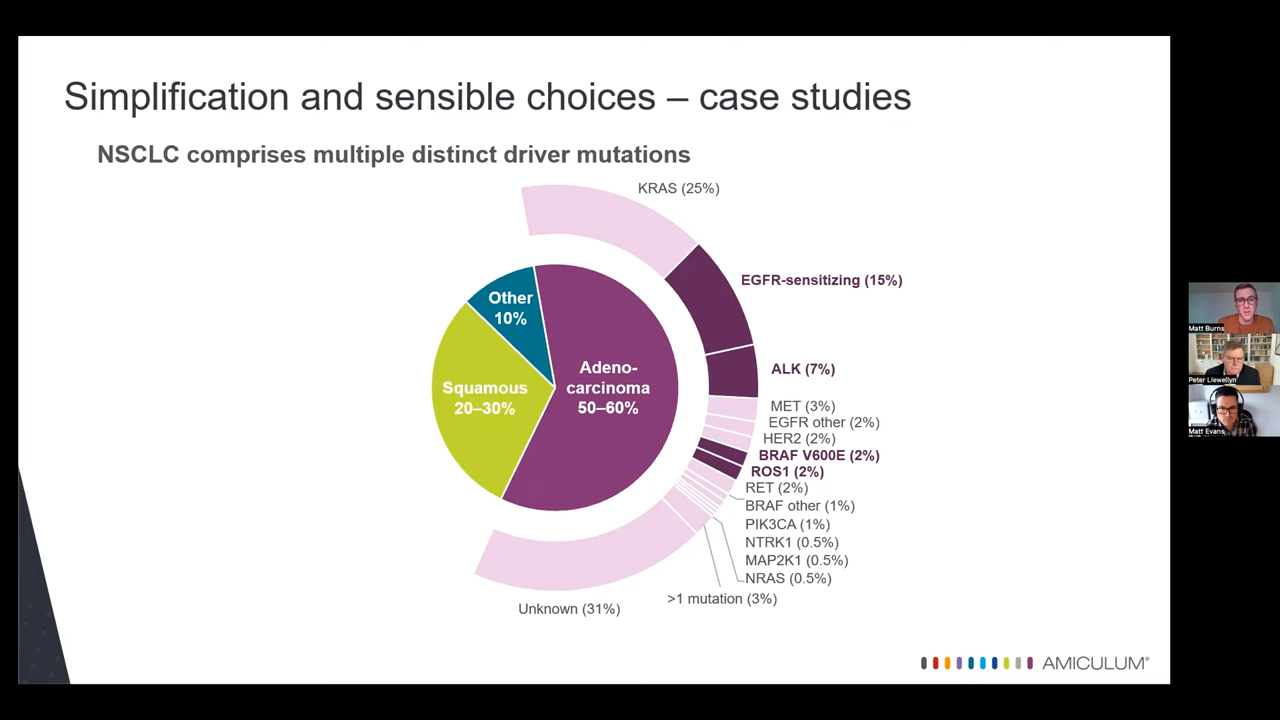 Simplification and sensible choices – case studies
NSCLC comprises multiple distinct driver mutations
KRAS (25%)
EGFR-sensitizing (15%)
Other
10%
Adeno-
carcinoma
50–60%
Squamous
20–30%
ALK (7%)
MET (3%)
EGFR other (2%)
HER2 (2%)
BRAF V600E (2%)
ROS1 (2%)
RET (2%)
BRAF other (1%)
PIK3CA (1%)
NTRK1 (0.5%)
MAP2K1 (0.5%)
NRAS (0.5%)
>1 mutation (3%)
Unknown (31%)
AMICULUM®
Matt Burns
Peter Llewellyn
Matt Evans